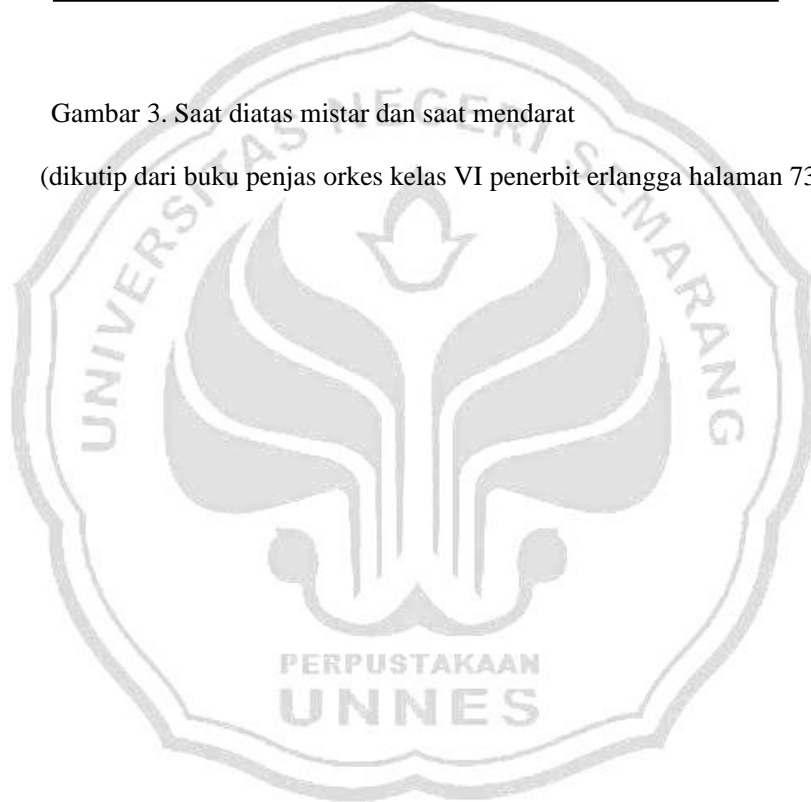 Gambar 3. Saat diatas mistar dan saat mendarat
(dikutip dari buku penjas orkes kelas VI penerbit erlangga halaman 73
UNIVERSITAS NEGERI SEMARANG
PERPUSTAKAAN
UNNES